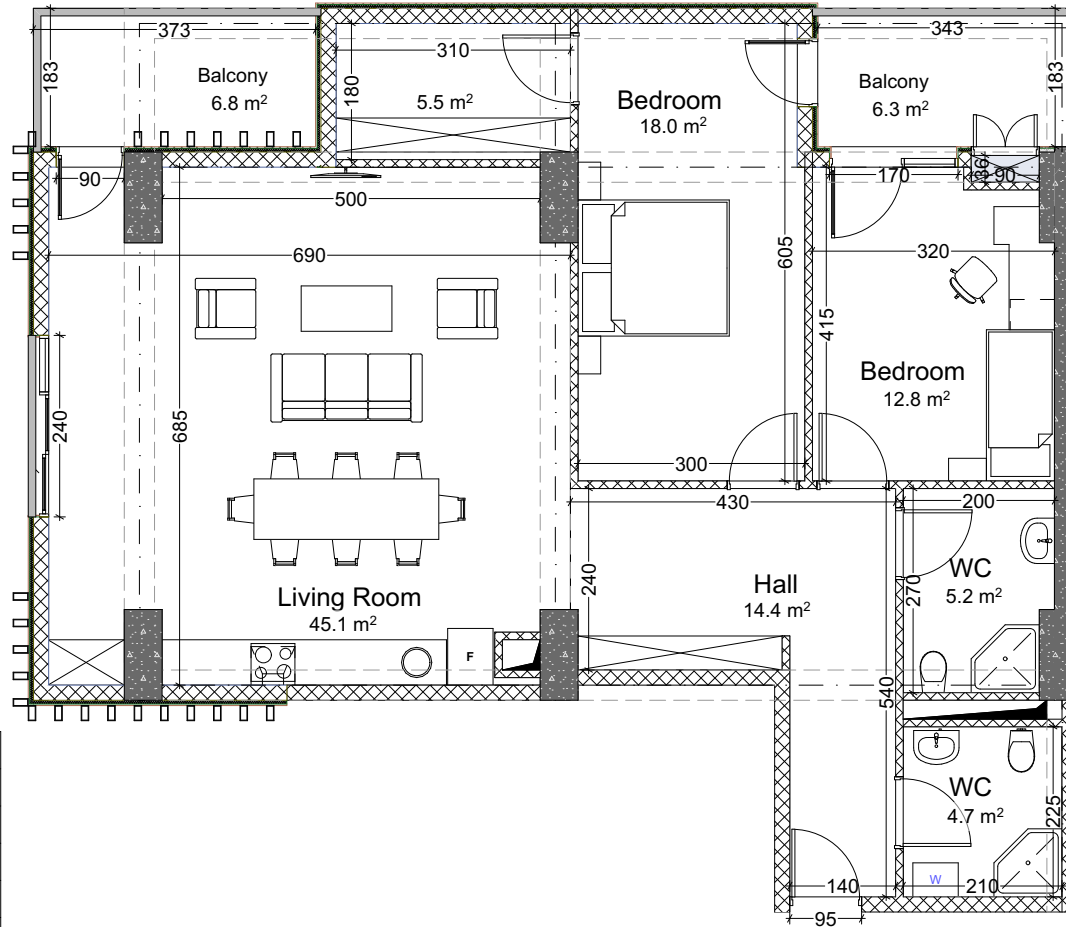 373
343
310
183
Balcony
6.8 m²
180
5.5 m²
Bedroom
18.0 m²
Balcony
6.3 m²
183
90
170
36
90
500
690
605
320
415
Bedroom
12.8 m²
240
685
300
430
200
240
Hall
14.4 m²
270
WC
5.2 m²
Living Room
45.1 m²
F
540
WC
4.7 m²
225
W
140
210
95